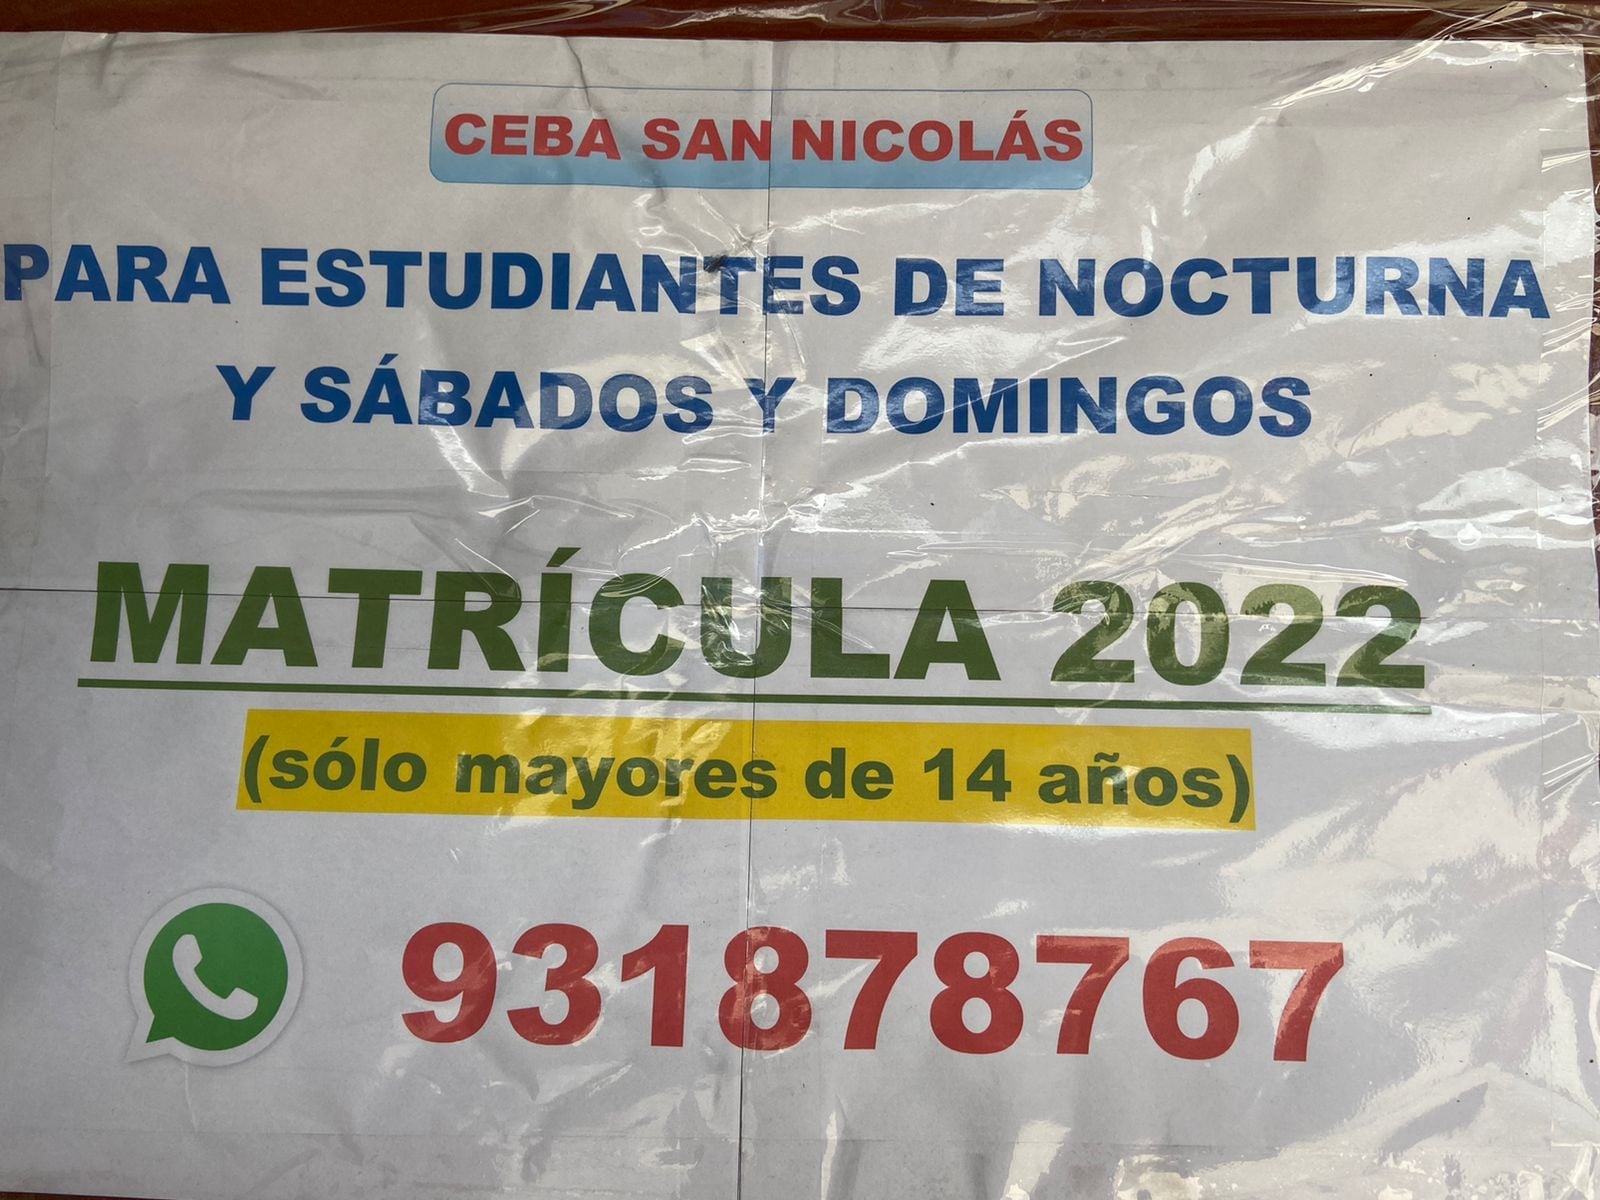 CEBA SAN NICOLÁS
PARA ESTUDIANTES DE NOCTURNA
Y SÁBADOS Y DOMINGOS
MATRÍCULA 2022
(sólo mayores de 14 años)
931878767